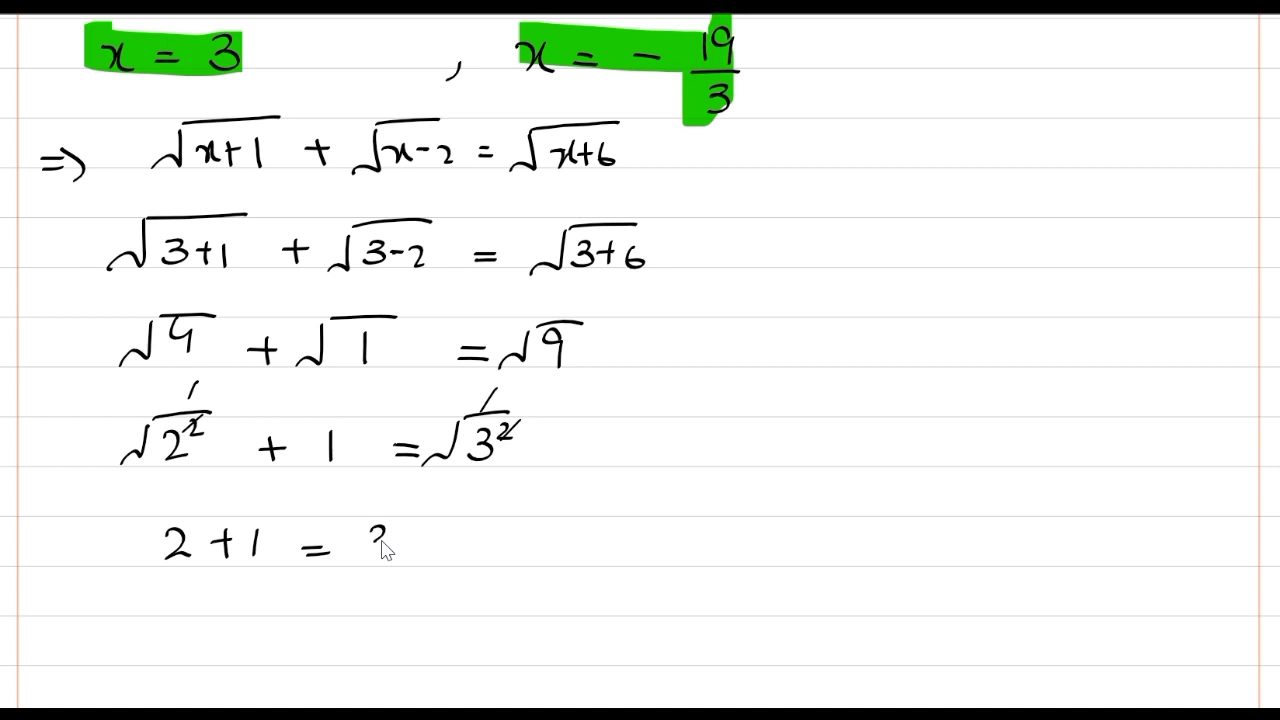 x = 3 , x = - 19/3
=> √x+1 + √x-2 = √x+6
√3+1 + √3-2 = √3+6
√4 + √1 = √9
√2² + 1 = √3²
2 + 1 = 3